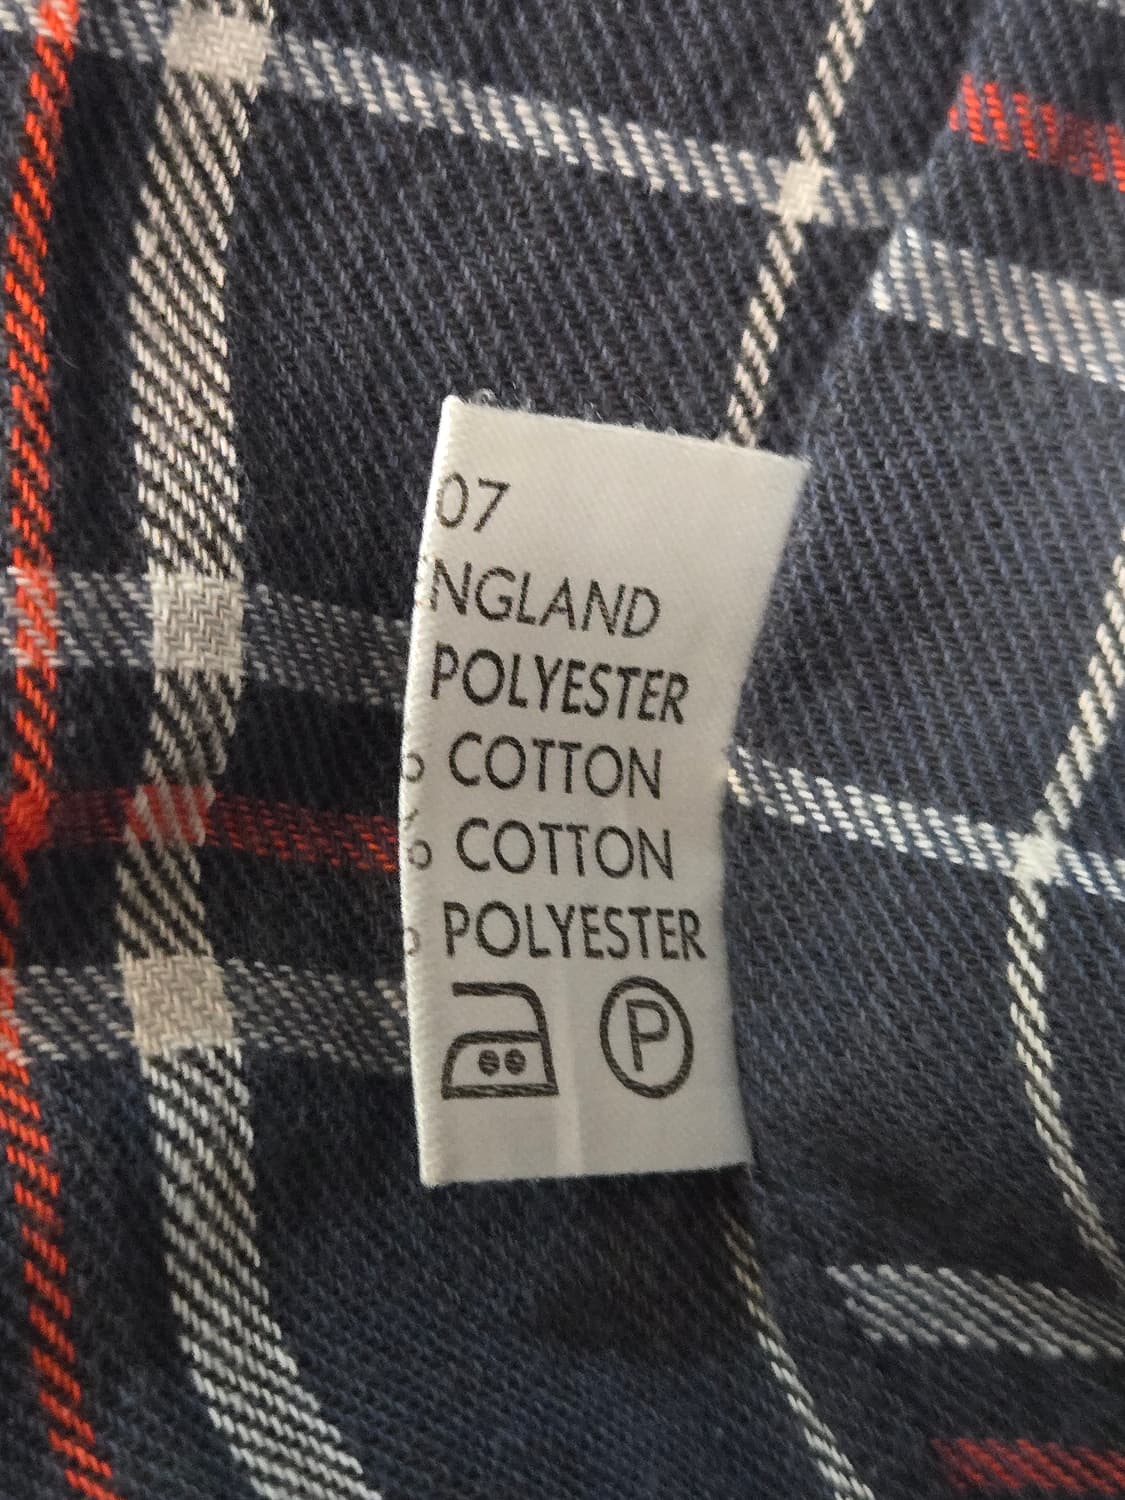 07
NGLAND
POLYESTER
COTTON
COTTON
POLYESTER
P